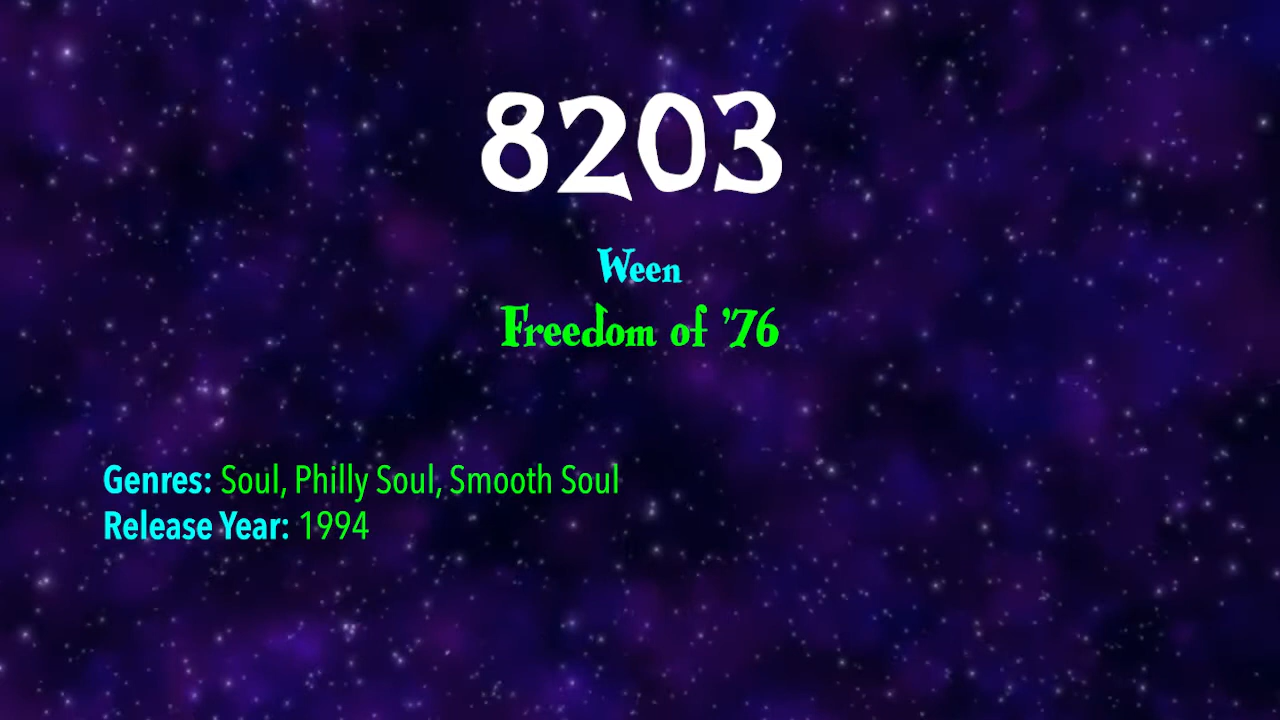 8203
Ween
Freedom of '76
Genres: Soul, Philly Soul, Smooth Soul
Release Year: 1994